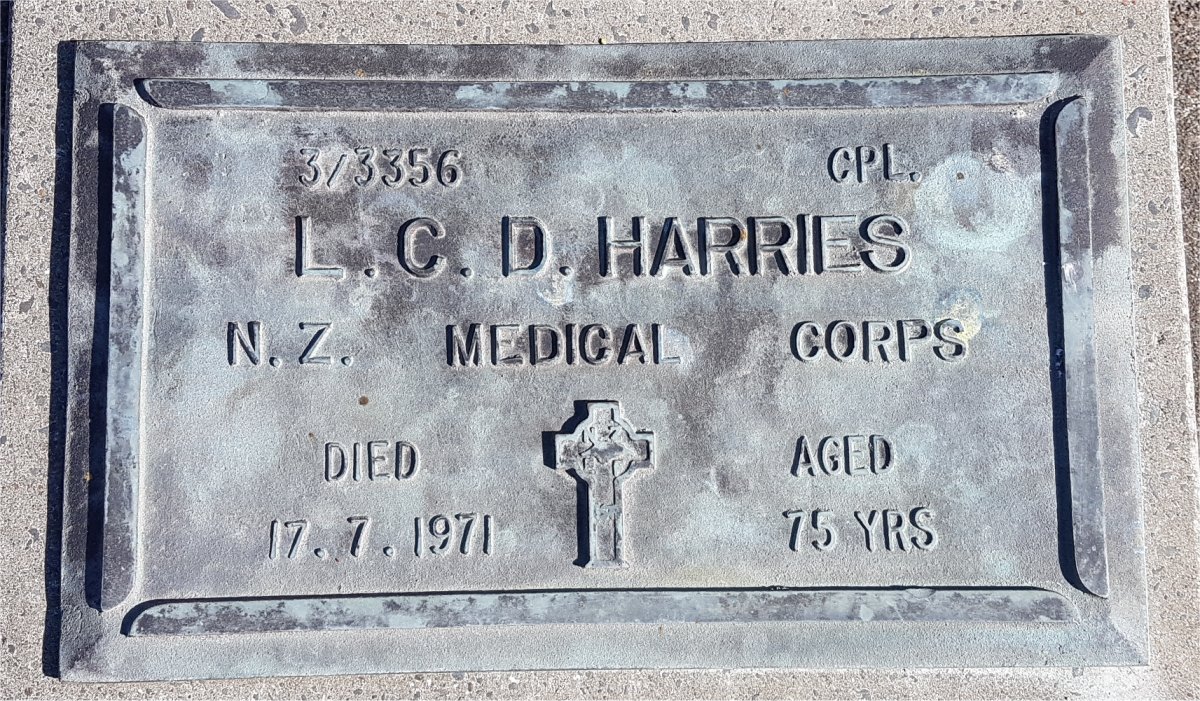 3/3356 CPL.
L. C. D. HARRIES
N. Z. MEDICAL CORPS
DIED AGED
17. 7. 1971 75 YRS